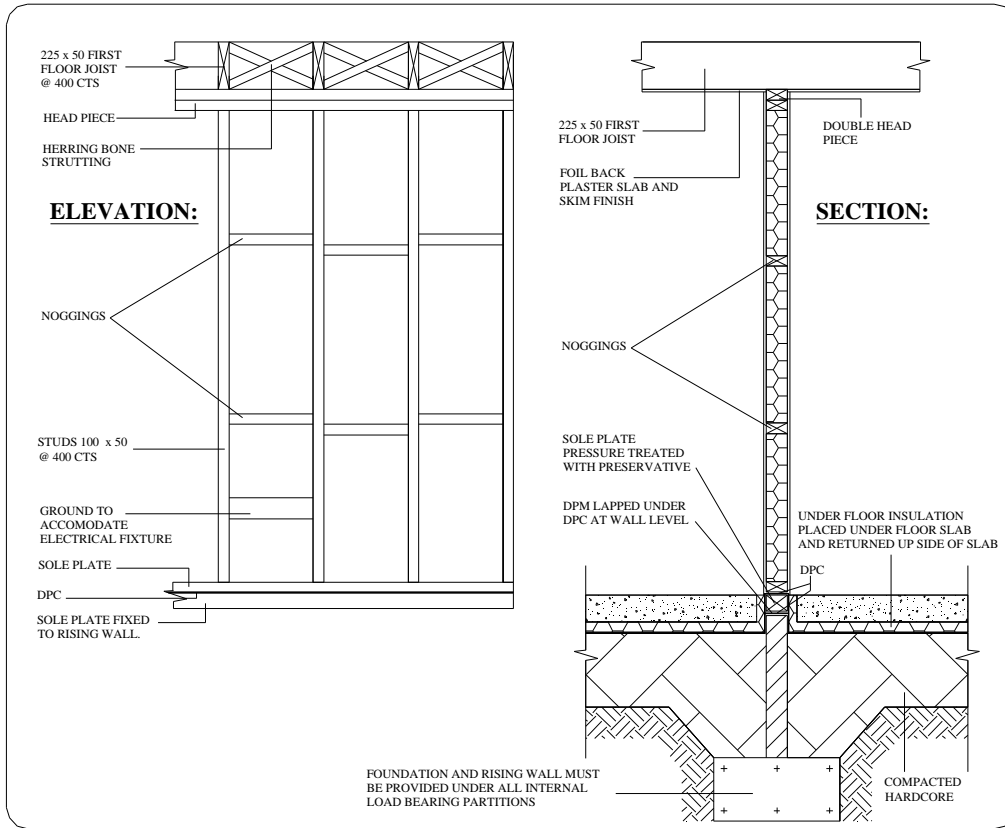 225 x 50 FIRST
FLOOR JOIST
@ 400 CTS
HEAD PIECE
HERRING BONE
STRUTTING
ELEVATION:
NOGGINGS
STUDS 100 x 50
@ 400 CTS
GROUND TO
ACCOMODATE
ELECTRICAL FIXTURE
SOLE PLATE
DPC
SOLE PLATE FIXED
TO RISING WALL.
225 x 50 FIRST
FLOOR JOIST
DOUBLE HEAD
PIECE
FOIL BACK
PLASTER SLAB AND
SKIM FINISH
SECTION:
NOGGINGS
SOLE PLATE
PRESSURE TREATED
WITH PRESERVATIVE
DPM LAPPED UNDER
DPC AT WALL LEVEL
UNDER FLOOR INSULATION
PLACED UNDER FLOOR SLAB
AND RETURNED UP SIDE OF SLAB
DPC
FOUNDATION AND RISING WALL MUST
BE PROVIDED UNDER ALL INTERNAL
LOAD BEARING PARTITIONS
COMPACTED
HARDCORE